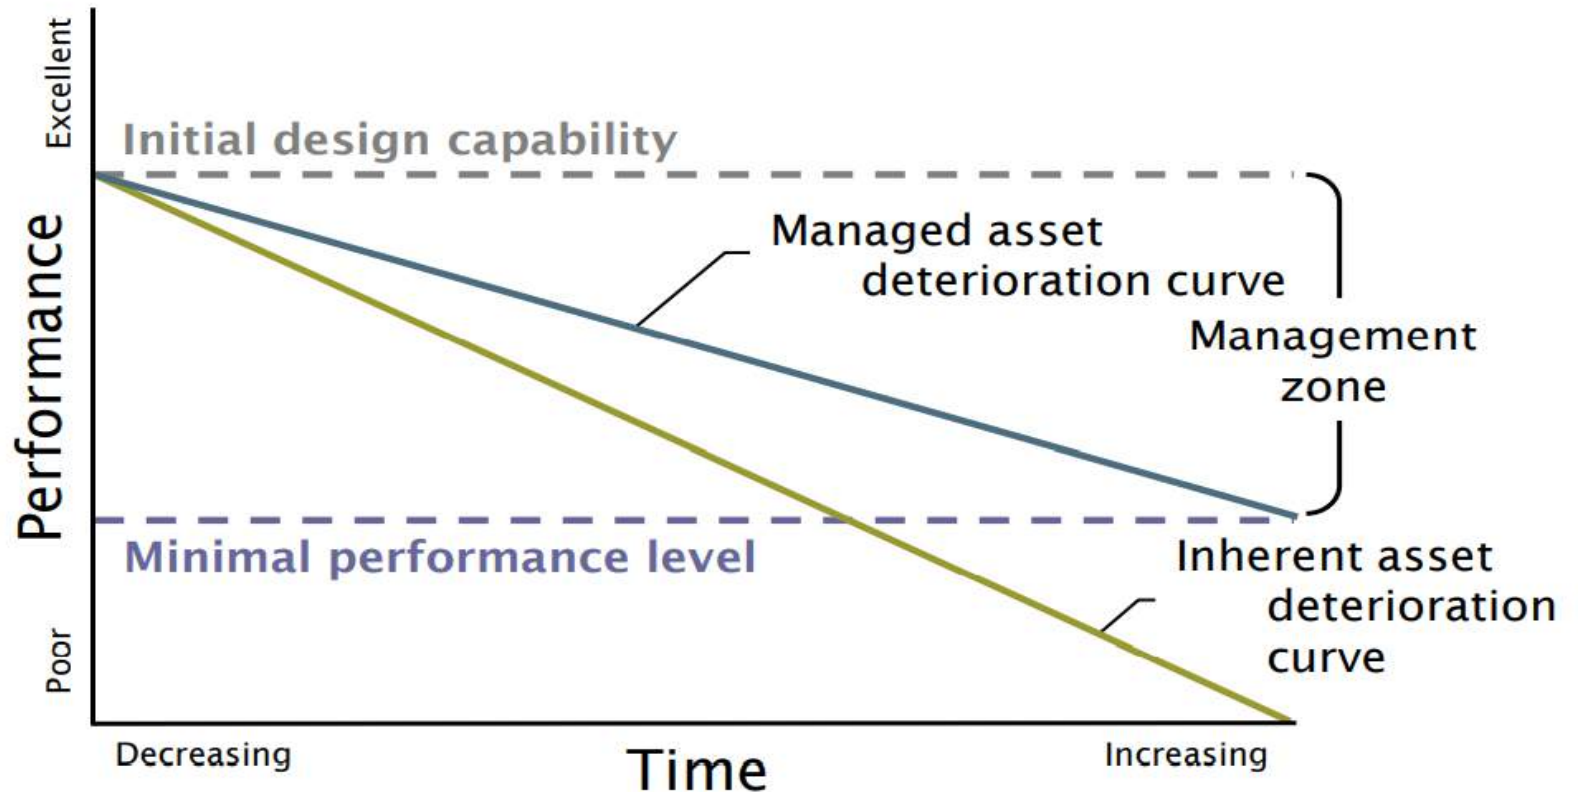 Excellent
Initial design capability
Managed asset
deterioration curve
Management
zone
Performance
Minimal performance level
Inherent asset
deterioration
curve
Poor
Decreasing
Time
Increasing